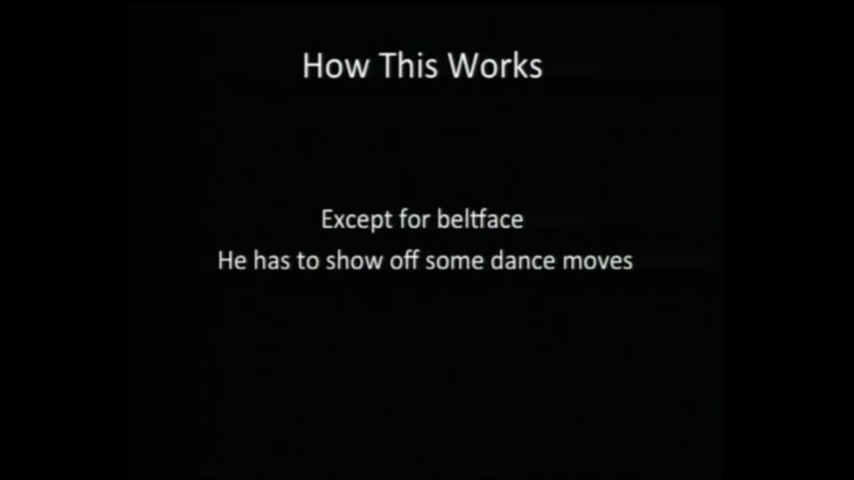 How This Works
Except for beltface
He has to show off some dance moves